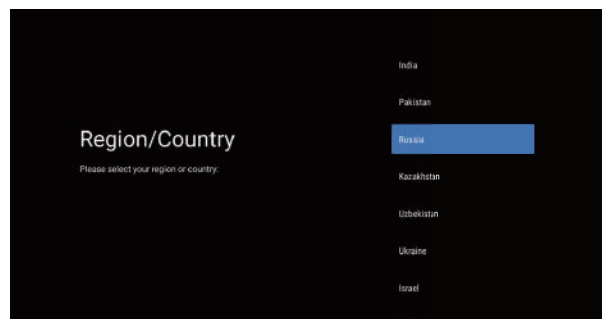 Region/Country
Please select your region or country:
India
Pakistan
Russia
Kazakhstan
Uzbekistan
Ukraine
Israel